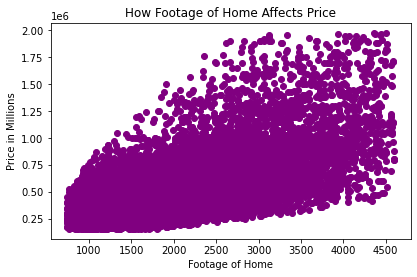 How Footage of Home Affects Price
1e6
2.00
1.75
1.50
1.25
1.00
0.75
0.50
0.25
Price in Millions
1000 1500 2000 2500 3000 3500 4000 4500
Footage of Home